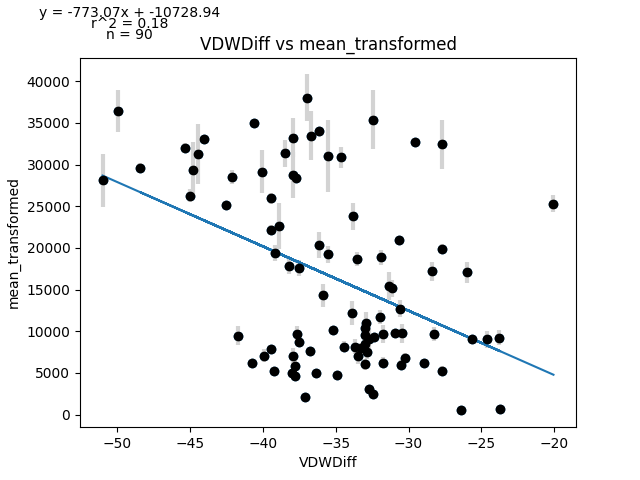 y = -773.07x + -10728.94
r^2 = 0.18
n = 90
VDWDiff vs mean_transformed
mean_transformed
40000
35000
30000
25000
20000
15000
10000
5000
0
−50
−45
−40
−35
−30
−25
−20
VDWDiff